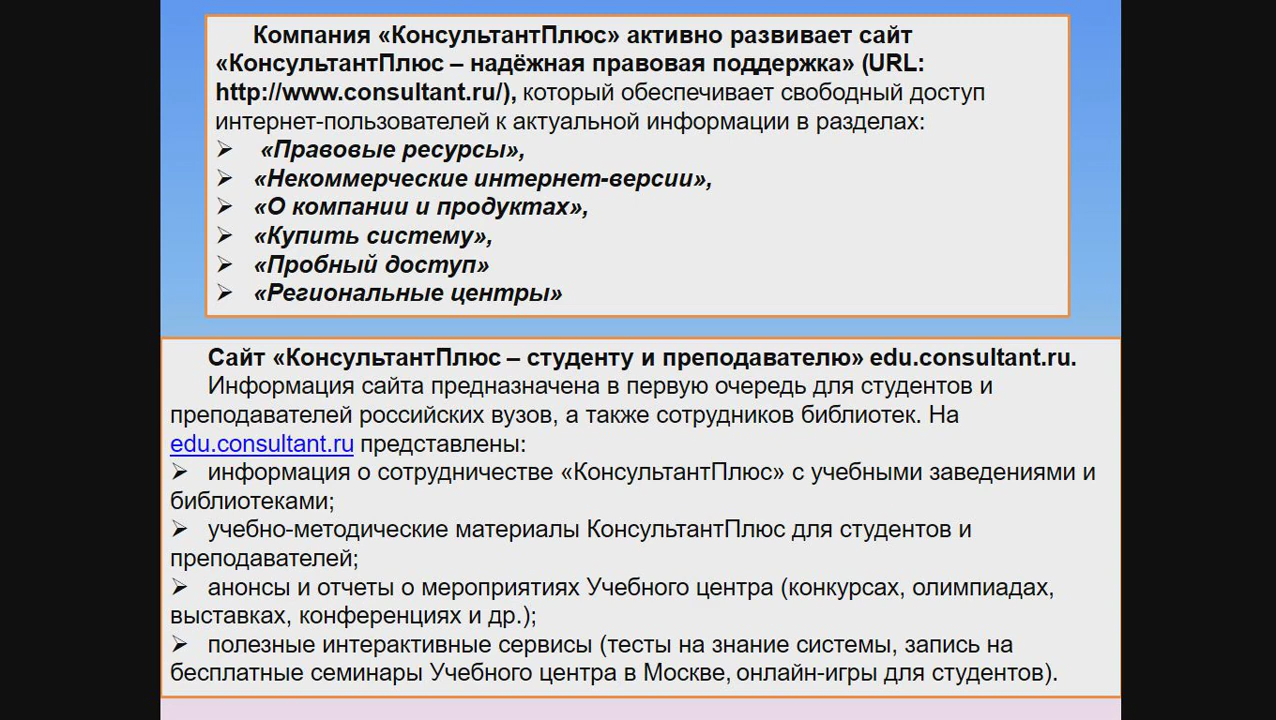 Компания «КонсультантПлюс» активно развивает сайт
«КонсультантПлюс – надёжная правовая поддержка» (URL:
http://www.consultant.ru/), который обеспечивает свободный доступ
интернет-пользователей к актуальной информации в разделах:
➢ «Правовые ресурсы»,
➢ «Некоммерческие интернет-версии»,
➢ «О компании и продуктах»,
➢ «Купить систему»,
➢ «Пробный доступ»
➢ «Региональные центры»
Сайт «КонсультантПлюс – студенту и преподавателю» edu.consultant.ru.
Информация сайта предназначена в первую очередь для студентов и
преподавателей российских вузов, а также сотрудников библиотек. На
edu.consultant.ru представлены:
➢ информация о сотрудничестве «КонсультантПлюс» с учебными заведениями и
библиотеками;
➢ учебно-методические материалы КонсультантПлюс для студентов и
преподавателей;
➢ анонсы и отчеты о мероприятиях Учебного центра (конкурсах, олимпиадах,
выставках, конференциях и др.);
➢ полезные интерактивные сервисы (тесты на знание системы, запись на
бесплатные семинары Учебного центра в Москве, онлайн-игры для студентов).